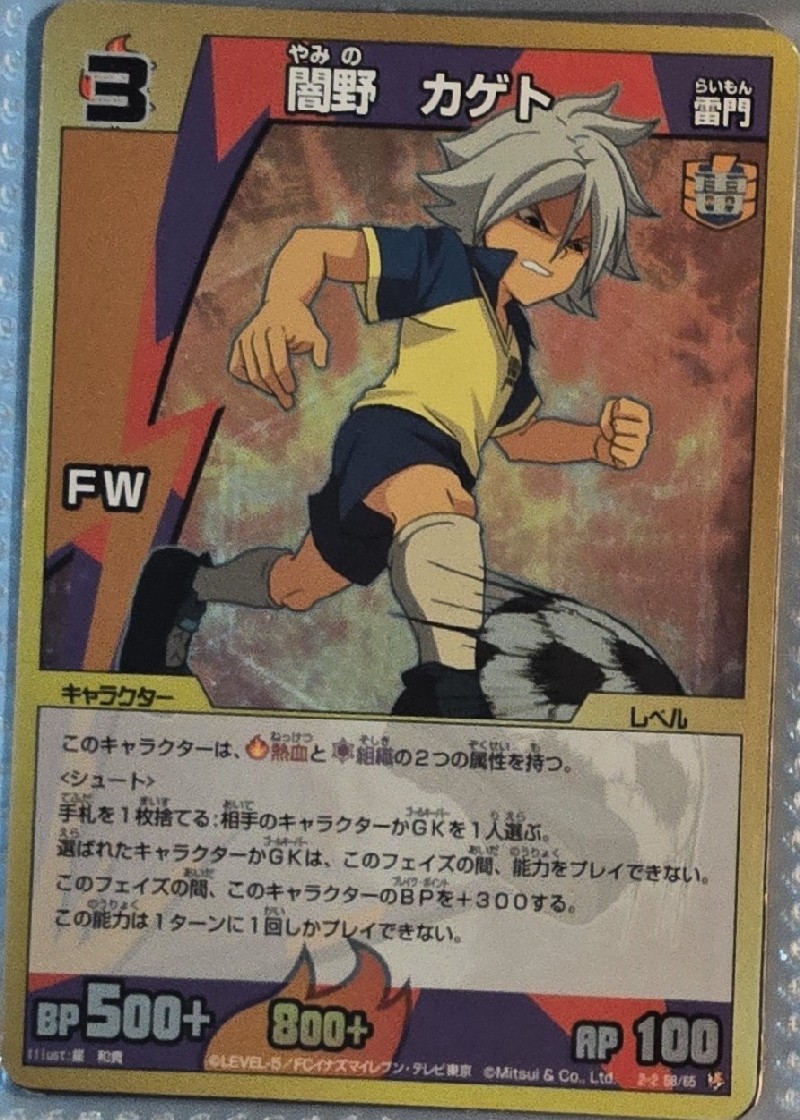 3
やみ の
闇野 カゲト
らいもん
雷門
FW
キャラクター
レベル
このキャラクターは、熱血と組織の2つの属性を持つ。
<シュート>
手札を1枚捨てる:相手のキャラクターかGKを1人選ぶ。
選ばれたキャラクターかGKは、このフェイズの間、能力をプレイできない。
このフェイズの間、このキャラクターのBPを+300する。
この能力は1ターンに1回しかプレイできない。
BP 500+
800+
AP 100
Illust:
©LEVEL-5/FCイナズマイレブン・テレビ東京 ©Mitsui & Co., Ltd.